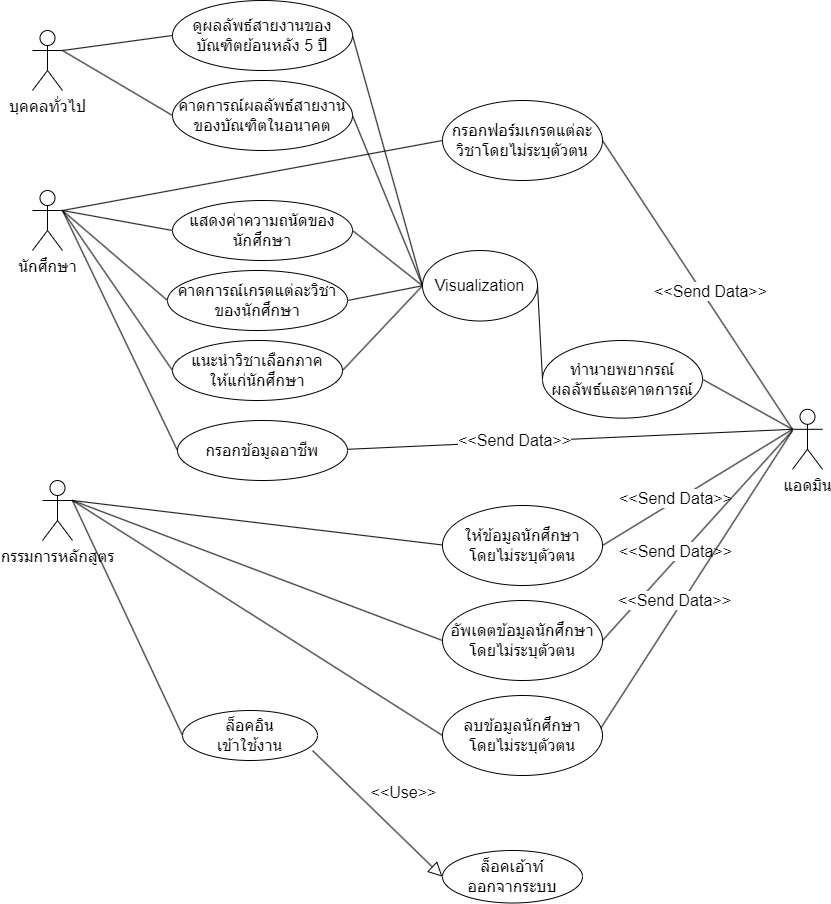 ดูผลลัพธ์สายงานของ
บัณฑิตย้อนหลัง 5 ปี
บุคคลทั่วไป
คาดการณ์ผลลัพธ์สายงาน
ของบัณฑิตในอนาคต
กรอกฟอร์มเกรดแต่ละ
วิชาโดยไม่ระบุตัวตน
นักศึกษา
แสดงค่าความถนัดของ
นักศึกษา
คาดการณ์เกรดแต่ละวิชา
ของนักศึกษา
Visualization
<<Send Data>>
แนะนำวิชาเลือกภาค
ให้แก่นักศึกษา
ทำนายพยากรณ์
ผลลัพธ์และคาดการณ์
กรอกข้อมูลอาชีพ
<<Send Data>>
แอดมิน
กรรมการหลักสูตร
<<Send Data>>
ให้ข้อมูลนักศึกษา
โดยไม่ระบุตัวตน
<<Send Data>>
<<Send Data>>
อัพเดตข้อมูลนักศึกษา
โดยไม่ระบุตัวตน
ล็อคอิน
เข้าใช้งาน
ลบข้อมูลนักศึกษา
โดยไม่ระบุตัวตน
<<Use>>
ล็อคเอ้าท์
ออกจากระบบ